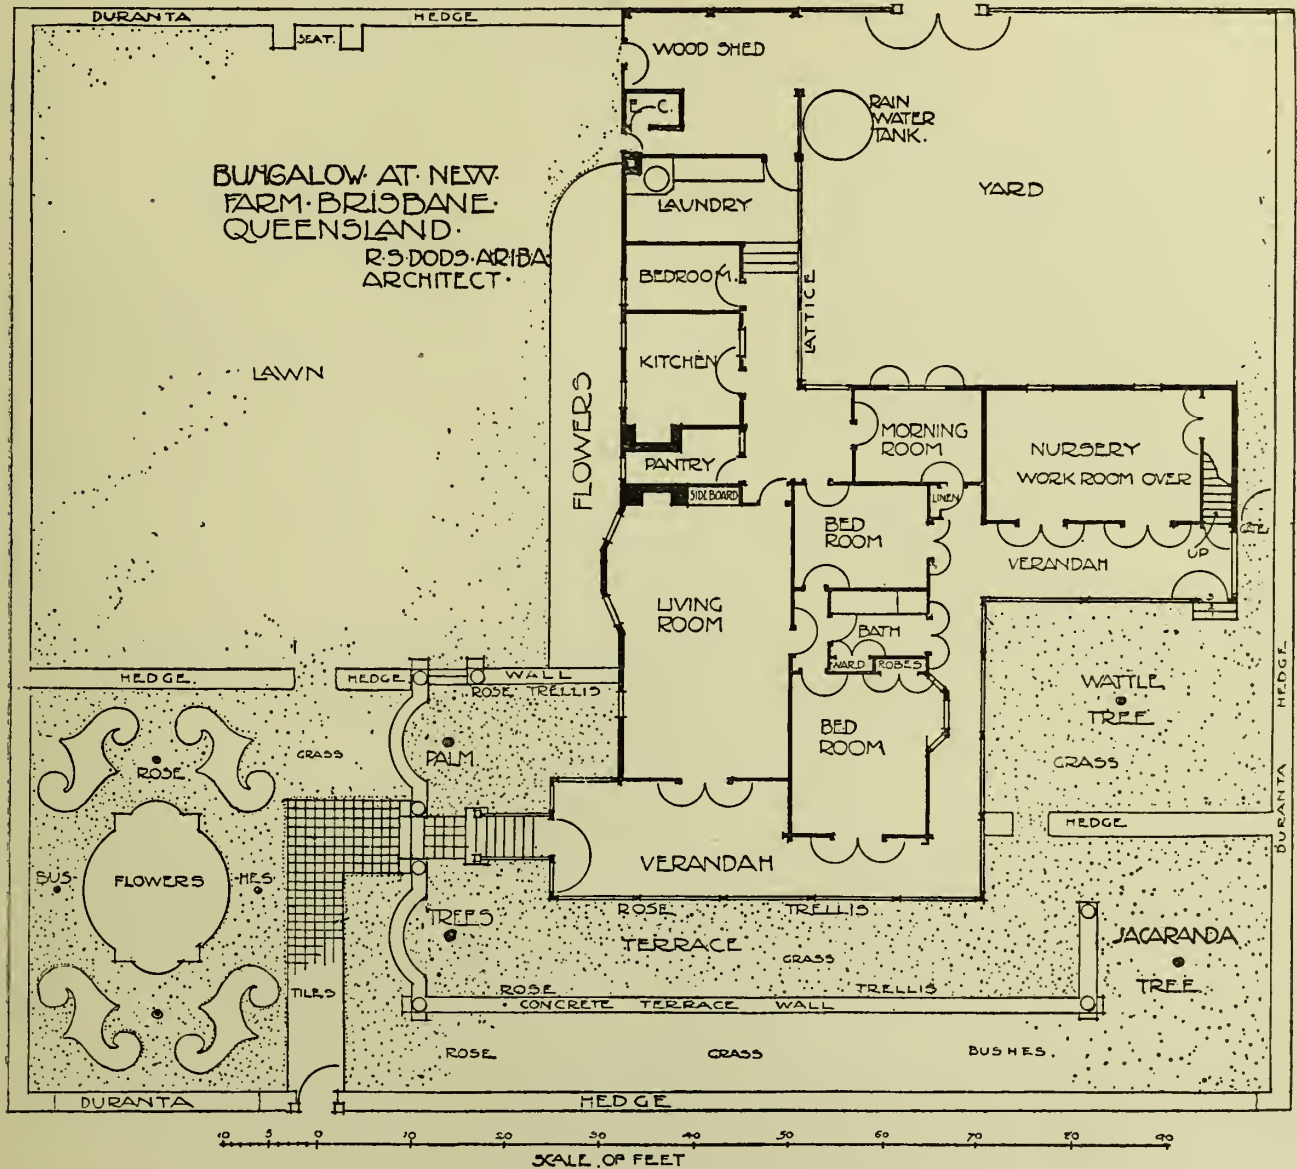 DURANTA HEDGE
SEAT.
WOOD SHED
E. C.
RAIN
WATER
TANK.
BUNGALOW· AT· NEW·
FARM· BRISBANE·
QUEENSLAND·
R·S·DODS·A·R·I·B·A
ARCHITECT·
YARD
LAUNDRY
BEDROOM.
LATTICE
KITCHEN
LAWN
FLOWERS
PANTRY
SIDEBOARD
MORNING
ROOM
NURSERY
WORK ROOM OVER
LINEN
BED
ROOM
UP
GATE
VERANDAH
LIVING
ROOM
BATH
WARD ROBES
HEDGE.
HEDGE
WALL
ROSE TRELLIS
WATTLE
TREE
GRASS
DURANTA HEDGE
BED
ROOM
GRASS
PALM
ROSE
HEDGE
VERANDAH
BUS- FLOWERS -HES·
TREES
ROSE TRELLIS
TERRACE
GRASS
JACARANDA
TREE
TILES
ROSE TRELLIS
· CONCRETE TERRACE WALL
ROSE GRASS BUSHES.
DURANTA HEDGE
10 5 0 10 20 30 40 50 60 70 80 90
SCALE OF FEET